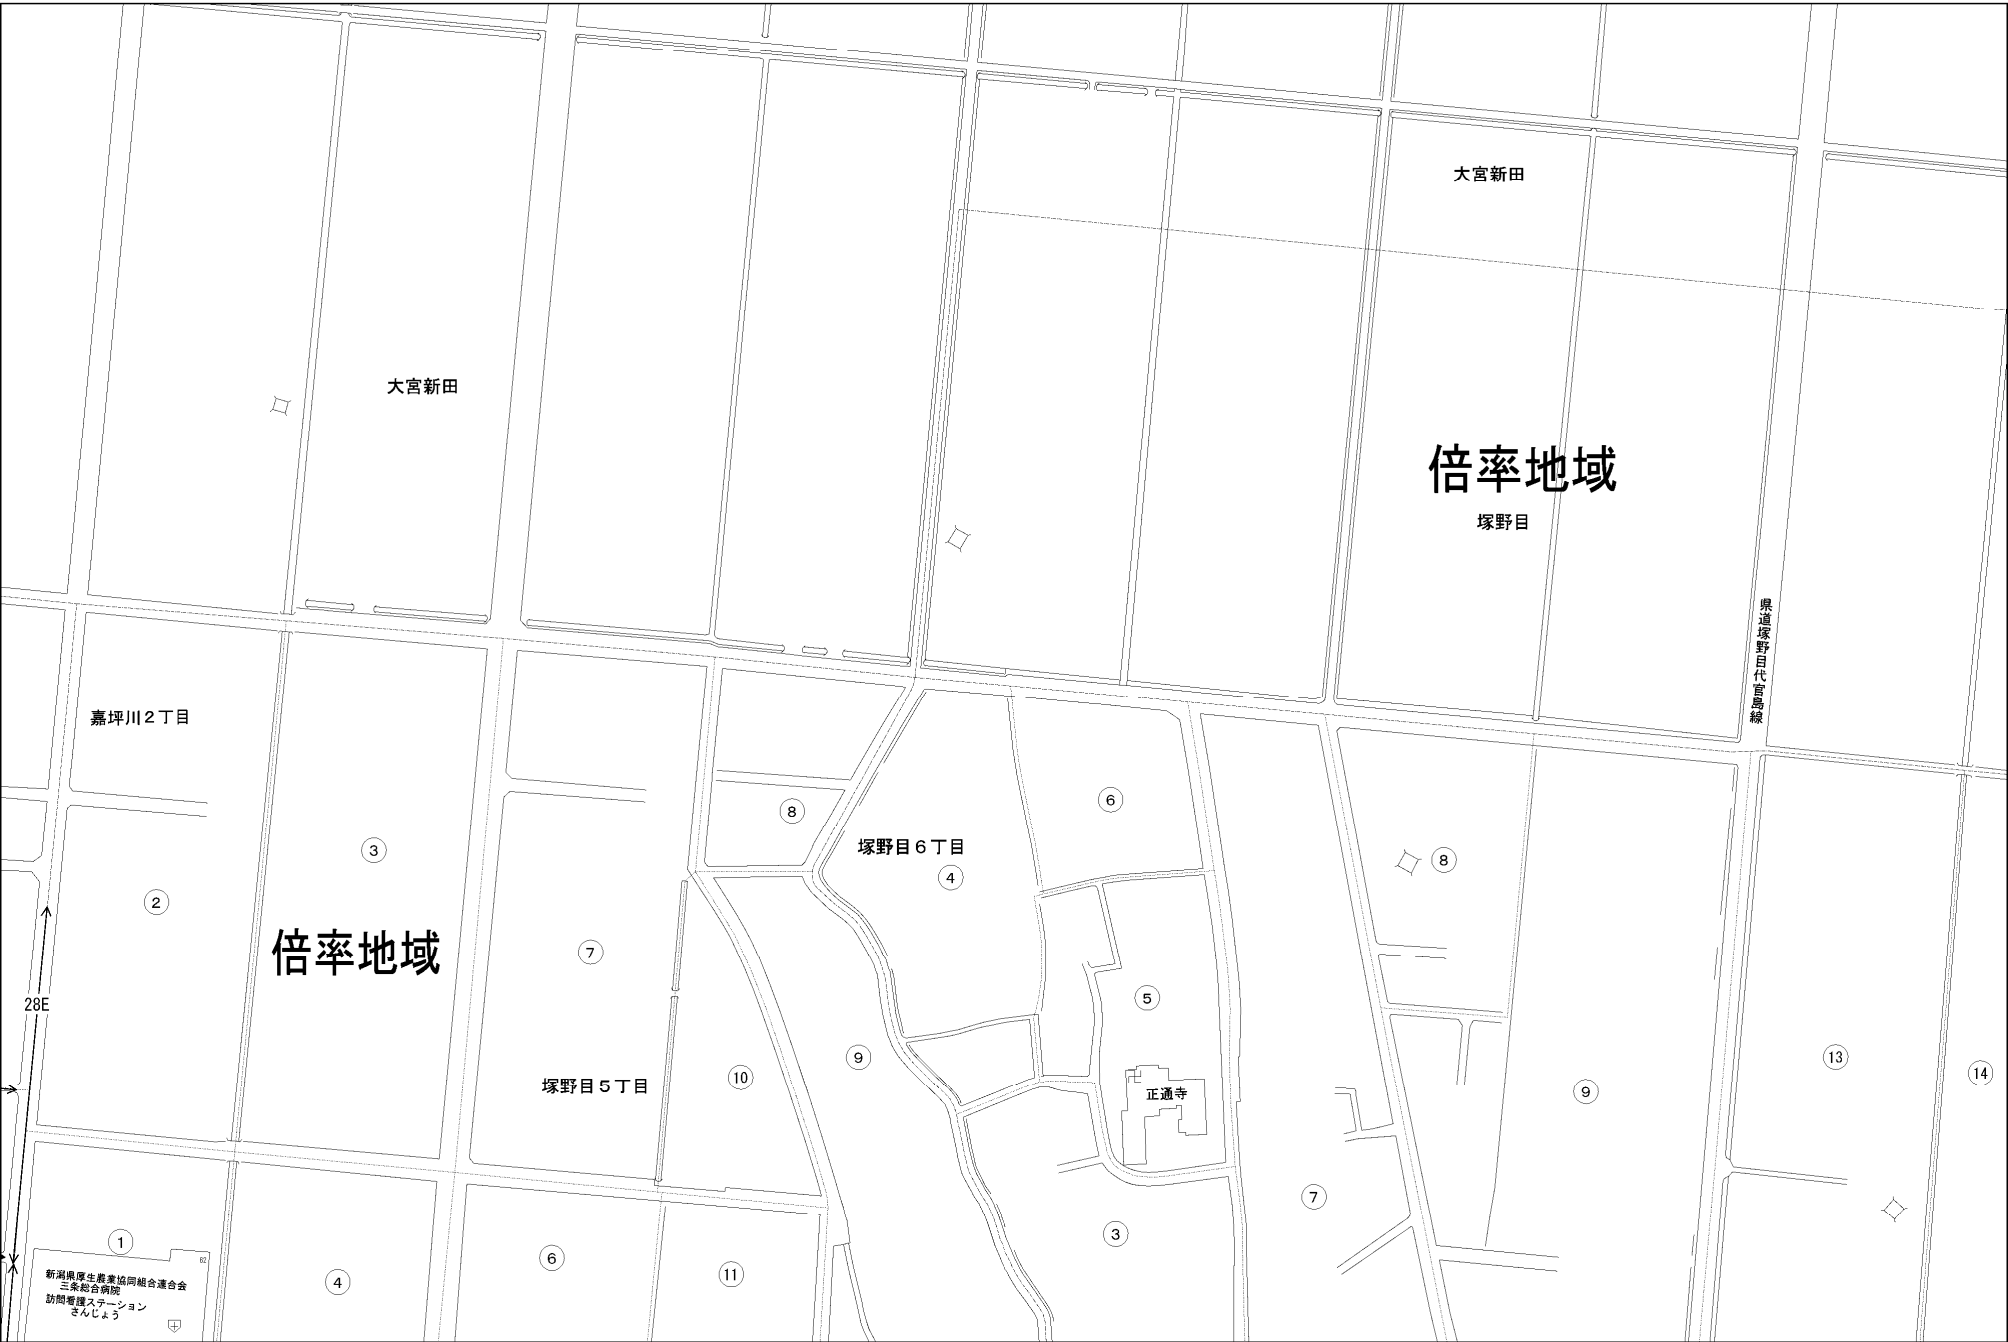 大宮新田
大宮新田
倍率地域
塚野目
県道塚野目代官島線
嘉坪川２丁目
⑧
⑥
塚野目６丁目
④
③
⑧
②
倍率地域
⑦
⑤
28E
⑨
⑬
⑭
塚野目５丁目
⑩
正通寺
⑨
⑦
①
③
④
⑥
⑪
62
新潟県厚生農業協同組合連合会
三条総合病院
訪問看護ステーション
さんじょう